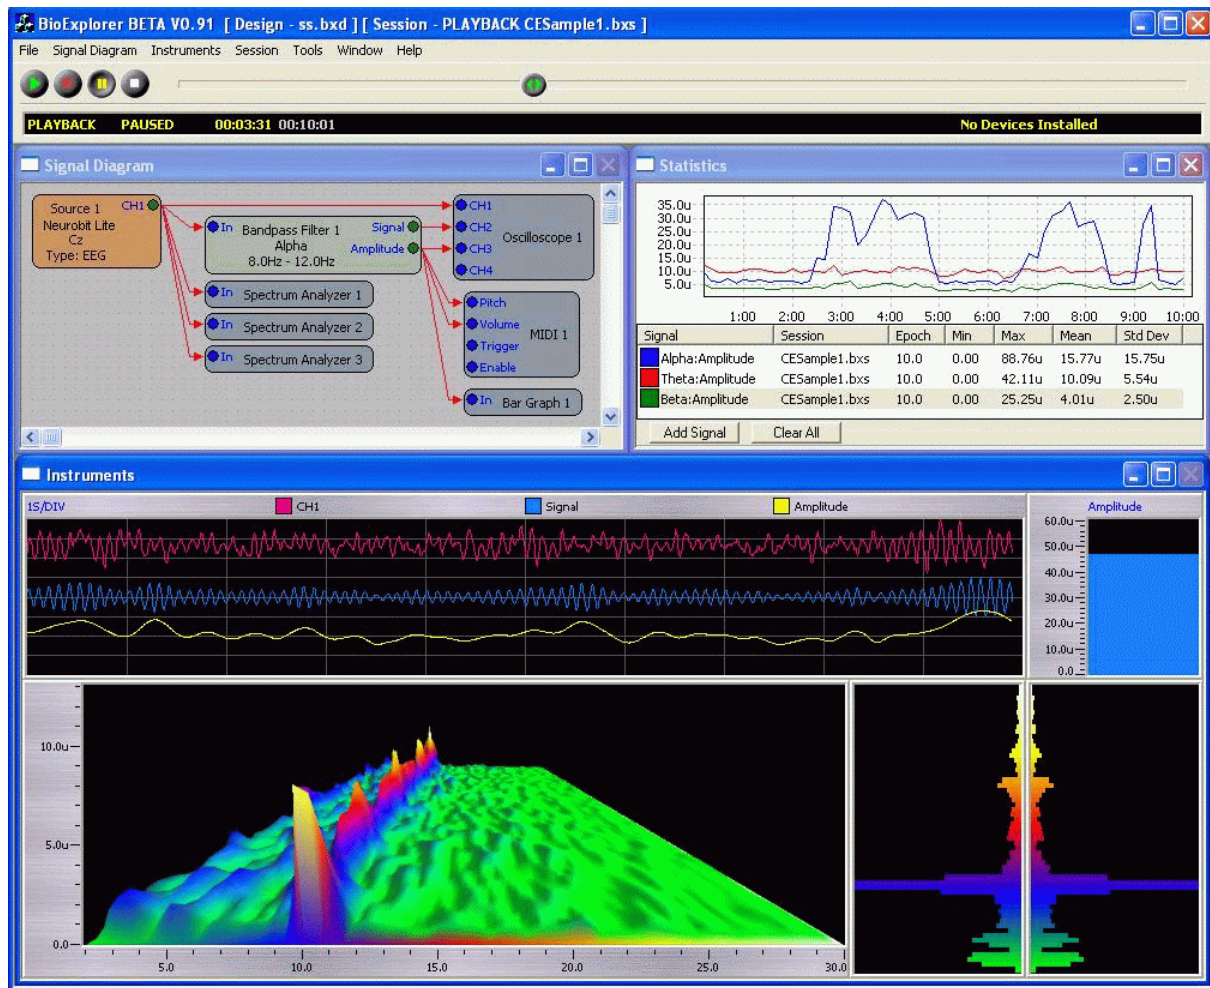 BioExplorer BETA V0.91 [ Design - ss.bxd ] [ Session - PLAYBACK CESample1.bxs ]
File Signal Diagram Instruments Session Tools Window Help
PLAYBACK PAUSED 00:03:31 00:10:01 No Devices Installed
Signal Diagram
Source 1 CH1
Neurobit Lite
Cz
Type: EEG
In Bandpass Filter 1 Signal
Alpha Amplitude
8.0Hz - 12.0Hz
In Spectrum Analyzer 1
In Spectrum Analyzer 2
In Spectrum Analyzer 3
CH1
CH2
Oscilloscope 1
CH3
CH4
Pitch
Volume
MIDI 1
Trigger
Enable
In Bar Graph 1
Statistics
35.0u
30.0u
25.0u
20.0u
15.0u
10.0u
5.0u
1:00 2:00 3:00 4:00 5:00 6:00 7:00 8:00 9:00 10:00
Signal Session Epoch Min Max Mean Std Dev
Alpha:Amplitude CESample1.bxs 10.0 0.00 88.76u 15.77u 15.75u
Theta:Amplitude CESample1.bxs 10.0 0.00 42.11u 10.09u 5.54u
Beta:Amplitude CESample1.bxs 10.0 0.00 25.25u 4.01u 2.50u
Add Signal Clear All
Instruments
1S/DIV CH1 Signal Amplitude
Amplitude
60.0u
50.0u
40.0u
30.0u
20.0u
10.0u
0.0
10.0u
5.0u
0.0
5.0 10.0 15.0 20.0 25.0 30.0